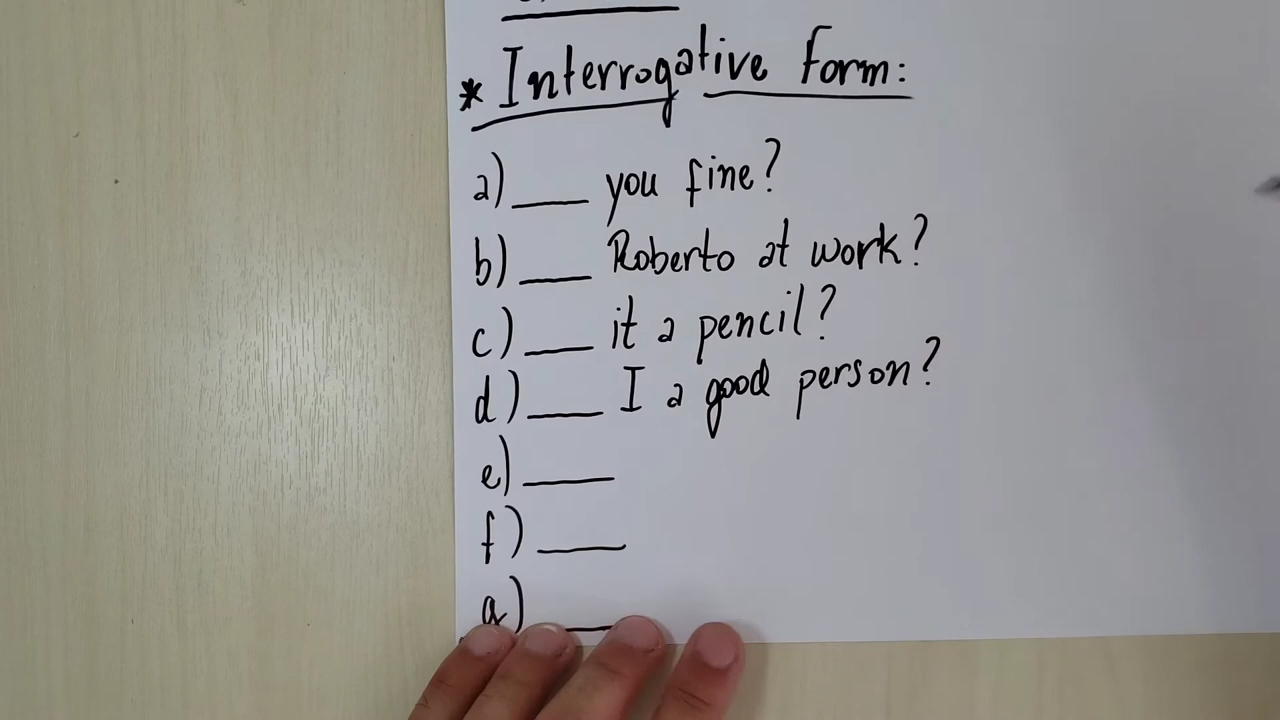 * Interrogative form:
a) ___ you fine?
b) ___ Roberto at work?
c) ___ it a pencil?
d) ___ I a good person?
e) ___
f) ___
g) ___